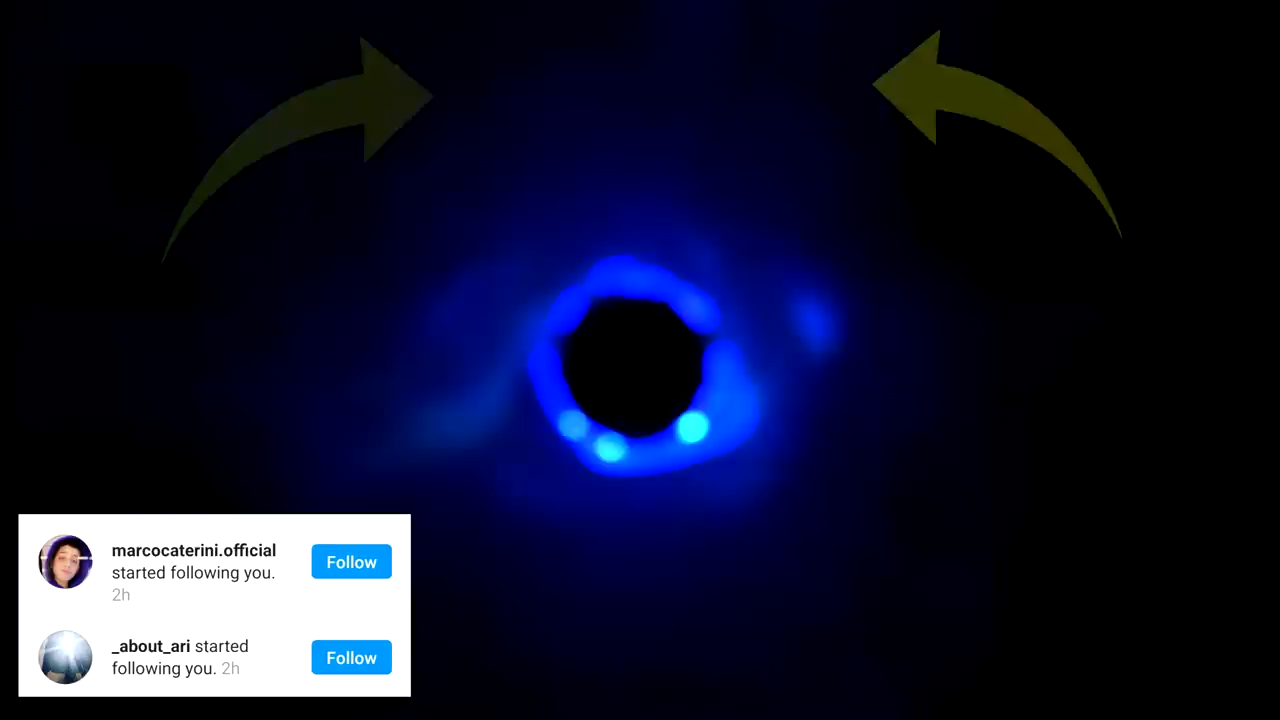 marcocaterini.official
started following you.
2h
Follow
_about_ari started
following you. 2h
Follow